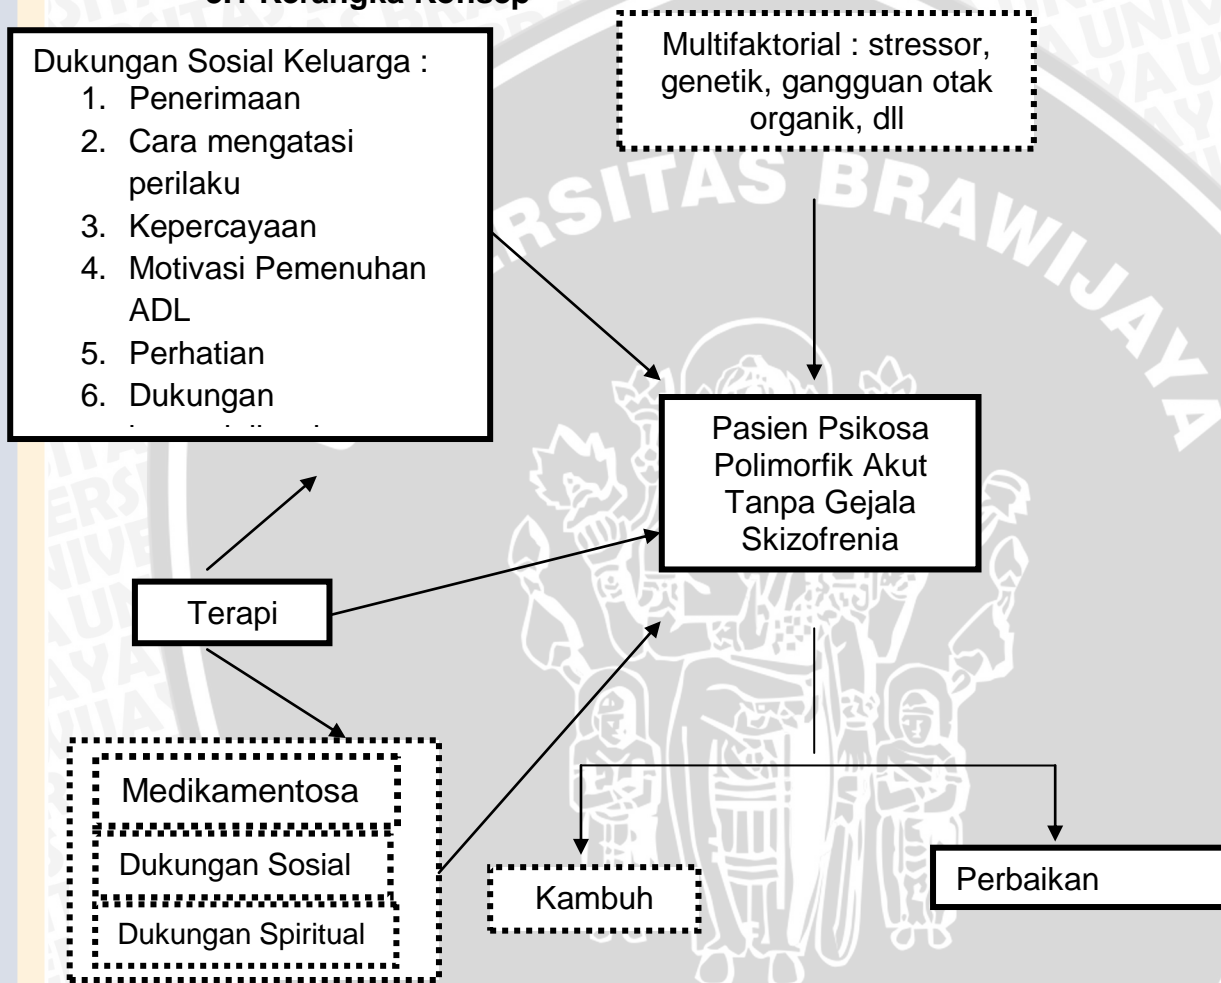 3.1 Kerangka Konsep
Dukungan Sosial Keluarga :
1. Penerimaan
2. Cara mengatasi
perilaku
3. Kepercayaan
4. Motivasi Pemenuhan
ADL
5. Perhatian
6. Dukungan
Multifaktorial : stressor,
genetik, gangguan otak
organik, dll
RSITAS BRAWIJAYA
Pasien Psikosa
Polimorfik Akut
Tanpa Gejala
Skizofrenia
Terapi
Medikamentosa
Dukungan Sosial
Dukungan Spiritual
Kambuh
Perbaikan